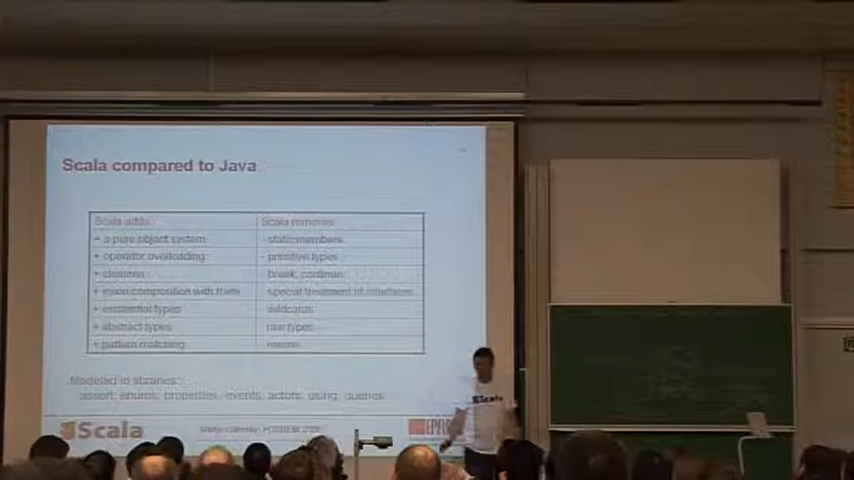 Scala compared to Java
Scala adds Scala removes
+ a pure object system - static members
+ operator overloading - primitive types
+ closures break, continue
+ mixin composition with traits special treatment of interfaces
+ existential types wildcards
+ abstract types raw types
+ pattern matching enums
Modeled in libraries:
assert, enums, properties, events, actors, using, queries
Scala
Scala